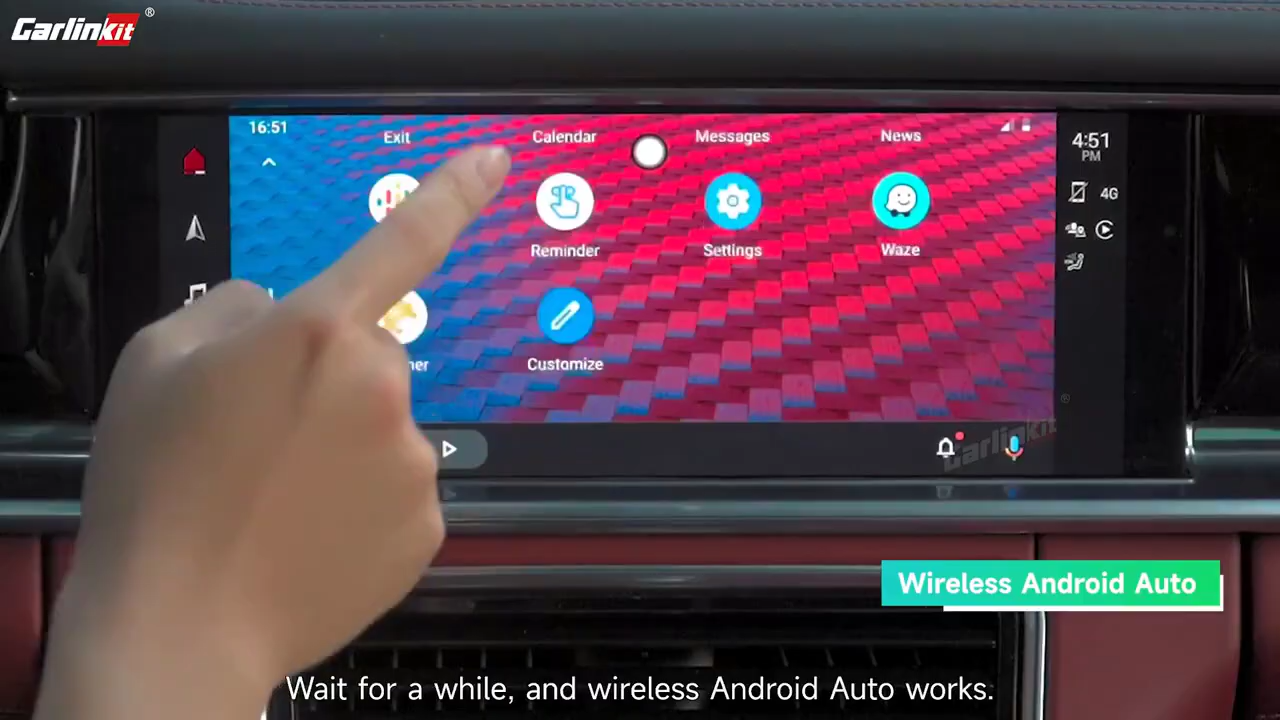 Carlinkit®
16:51
Exit
Calendar
Messages
News
4:51
PM
4G
Reminder
Settings
Waze
Customize
Carlinkit®
Wireless Android Auto
Wait for a while, and wireless Android Auto works.